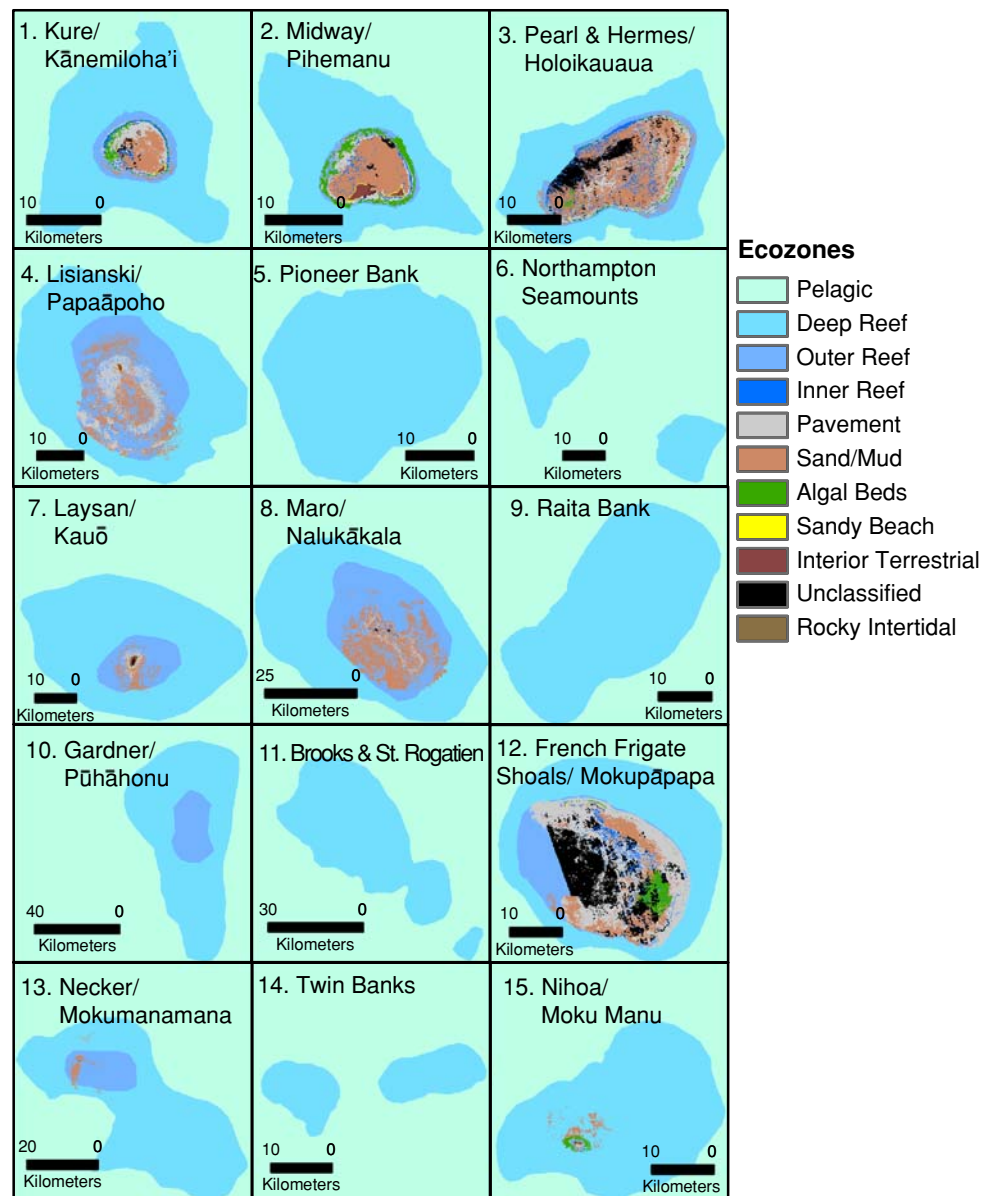 1. Kure/
Kānemiloha'i
10 0
Kilometers
2. Midway/
Pihemanu
10 0
Kilometers
3. Pearl & Hermes/
Holoikauaua
10 0
Kilometers
4. Lisianski/
Papaāpoho
10 0
Kilometers
5. Pioneer Bank
10 0
Kilometers
6. Northampton
Seamounts
10 0
Kilometers
7. Laysan/
Kauō
10 0
Kilometers
8. Maro/
Nalukākala
25 0
Kilometers
9. Raita Bank
10 0
Kilometers
10. Gardner/
Pūhāhonu
40 0
Kilometers
11. Brooks & St. Rogatien
30 0
Kilometers
12. French Frigate
Shoals/ Mokupāpapa
10 0
Kilometers
13. Necker/
Mokumanamana
20 0
Kilometers
14. Twin Banks
10 0
Kilometers
15. Nihoa/
Moku Manu
10 0
Kilometers
Ecozones
Pelagic
Deep Reef
Outer Reef
Inner Reef
Pavement
Sand/Mud
Algal Beds
Sandy Beach
Interior Terrestrial
Unclassified
Rocky Intertidal